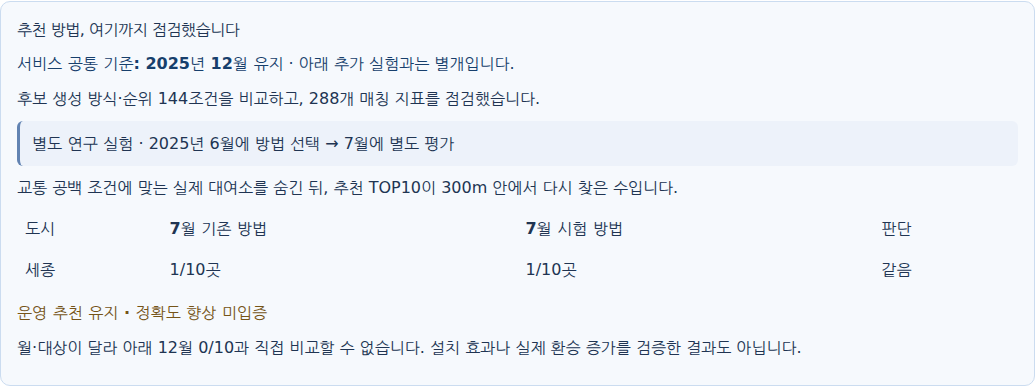 추천 방법, 여기까지 점검했습니다
서비스 공통 기준: 2025년 12월 유지 · 아래 추가 실험과는 별개입니다.
후보 생성 방식·순위 144조건을 비교하고, 288개 매칭 지표를 점검했습니다.
별도 연구 실험 · 2025년 6월에 방법 선택 → 7월에 별도 평가
교통 공백 조건에 맞는 실제 대여소를 숨긴 뒤, 추천 TOP10이 300m 안에서 다시 찾은 수입니다.
도시 7월 기존 방법 7월 시험 방법 판단
세종 1/10곳 1/10곳 같음
운영 추천 유지 · 정확도 향상 미입증
월·대상이 달라 아래 12월 0/10과 직접 비교할 수 없습니다. 설치 효과나 실제 환승 증가를 검증한 결과도 아닙니다.